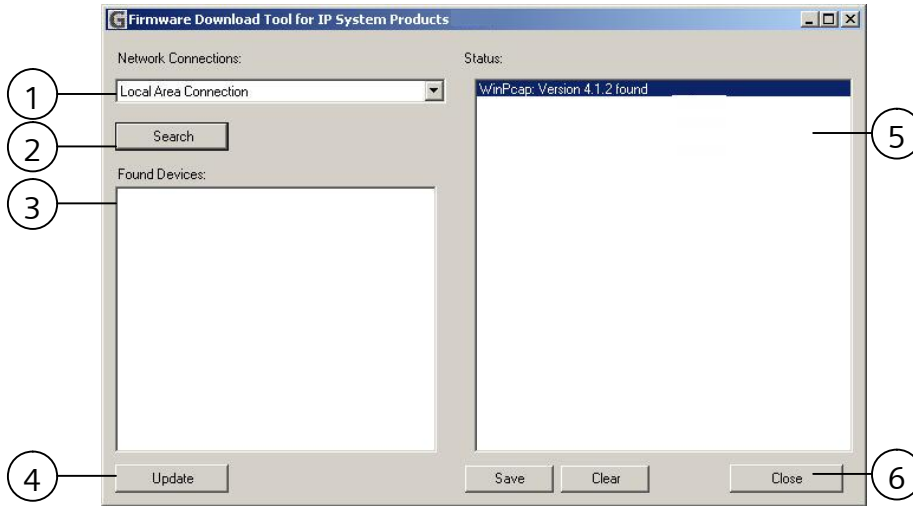 G Firmware Download Tool for IP System Products
Network Connections:
Status:
1
Local Area Connection
WinPcap: Version 4.1.2 found
2
Search
5
Found Devices:
3
4
Update
Save
Clear
Close
6